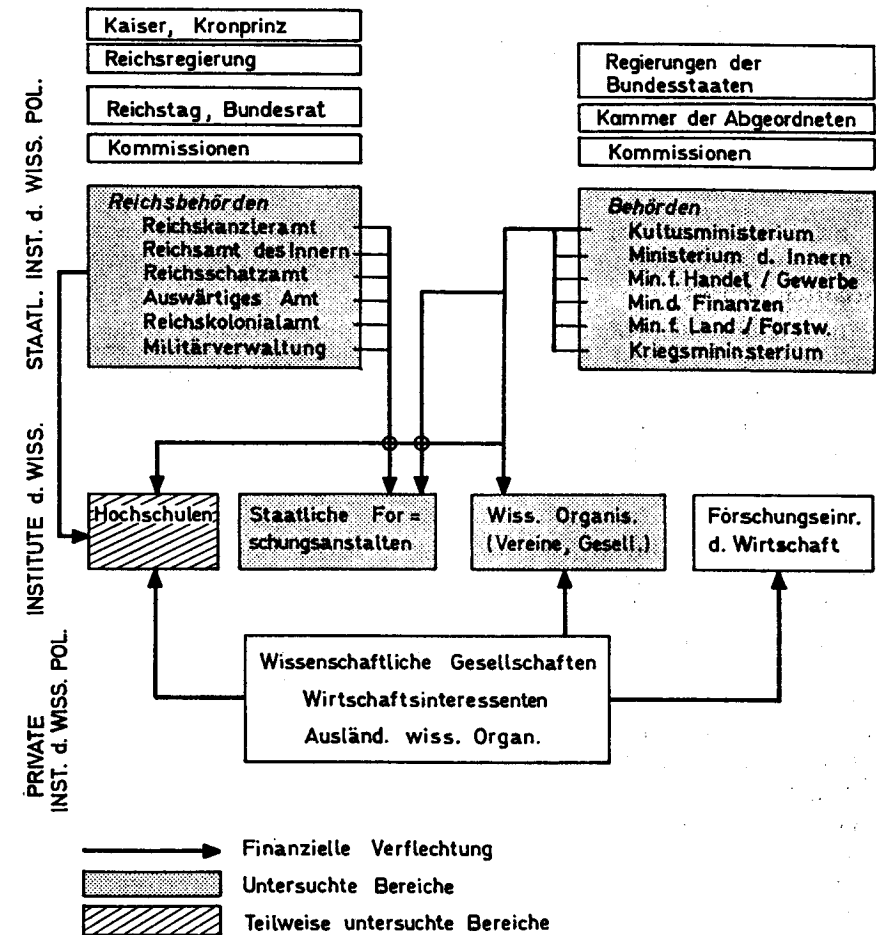 Kaiser, Kronprinz
Reichsregierung
Reichstag, Bundesrat
Kommissionen
Regierungen der
Bundesstaaten
Kammer der Abgeordneten
Kommissionen
STAATL. INST. d. WISS. POL.
Reichsbehörden
Reichskanzleramt
Reichsamt des Innern
Reichsschatzamt
Auswärtiges Amt
Reichskolonialamt
Militärverwaltung
Behörden
Kultusministerium
Ministerium d. Innern
Min. f. Handel / Gewerbe
Min. d. Finanzen
Min. f. Land / Forstw.
Kriegsmininsterium
INSTITUTE d. WISS.
Hochschulen
Staatliche For=
schungsanstalten
Wiss. Organis.
(Vereine, Gesell.)
Forschungseinr.
d. Wirtschaft
PRIVATE
INST. d. WISS. POL.
Wissenschaftliche Gesellschaften
Wirtschaftsinteressenten
Ausländ. wiss. Organ.
Finanzielle Verflechtung
Untersuchte Bereiche
Teilweise untersuchte Bereiche